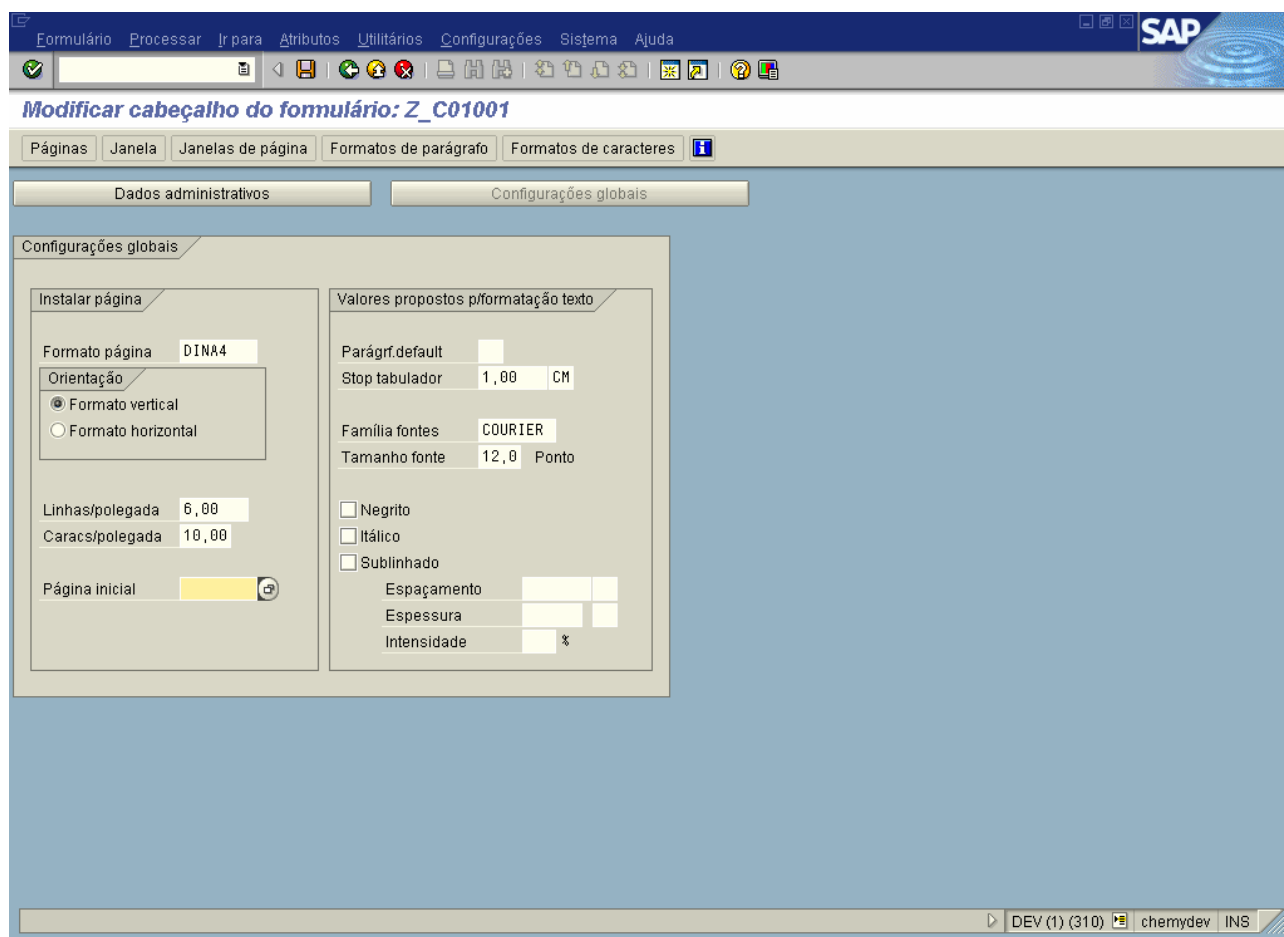 Formulário Processar Ir para Atributos Utilitários Configurações Sistema Ajuda
SAP
Modificar cabeçalho do formulário: Z_C01001
Páginas Janela Janelas de página Formatos de parágrafo Formatos de caracteres
Dados administrativos Configurações globais
Configurações globais
Instalar página Valores propostos p/formatação texto
Formato página DINA4 Parágrf.default
Orientação Stop tabulador 1,00 CM
Formato vertical
Formato horizontal Família fontes COURIER
Tamanho fonte 12,0 Ponto
Linhas/polegada 6,00 Negrito
Caracs/polegada 10,00 Itálico
Sublinhado
Página inicial Espaçamento
Espessura
Intensidade %
DEV (1) (310) chemydev INS